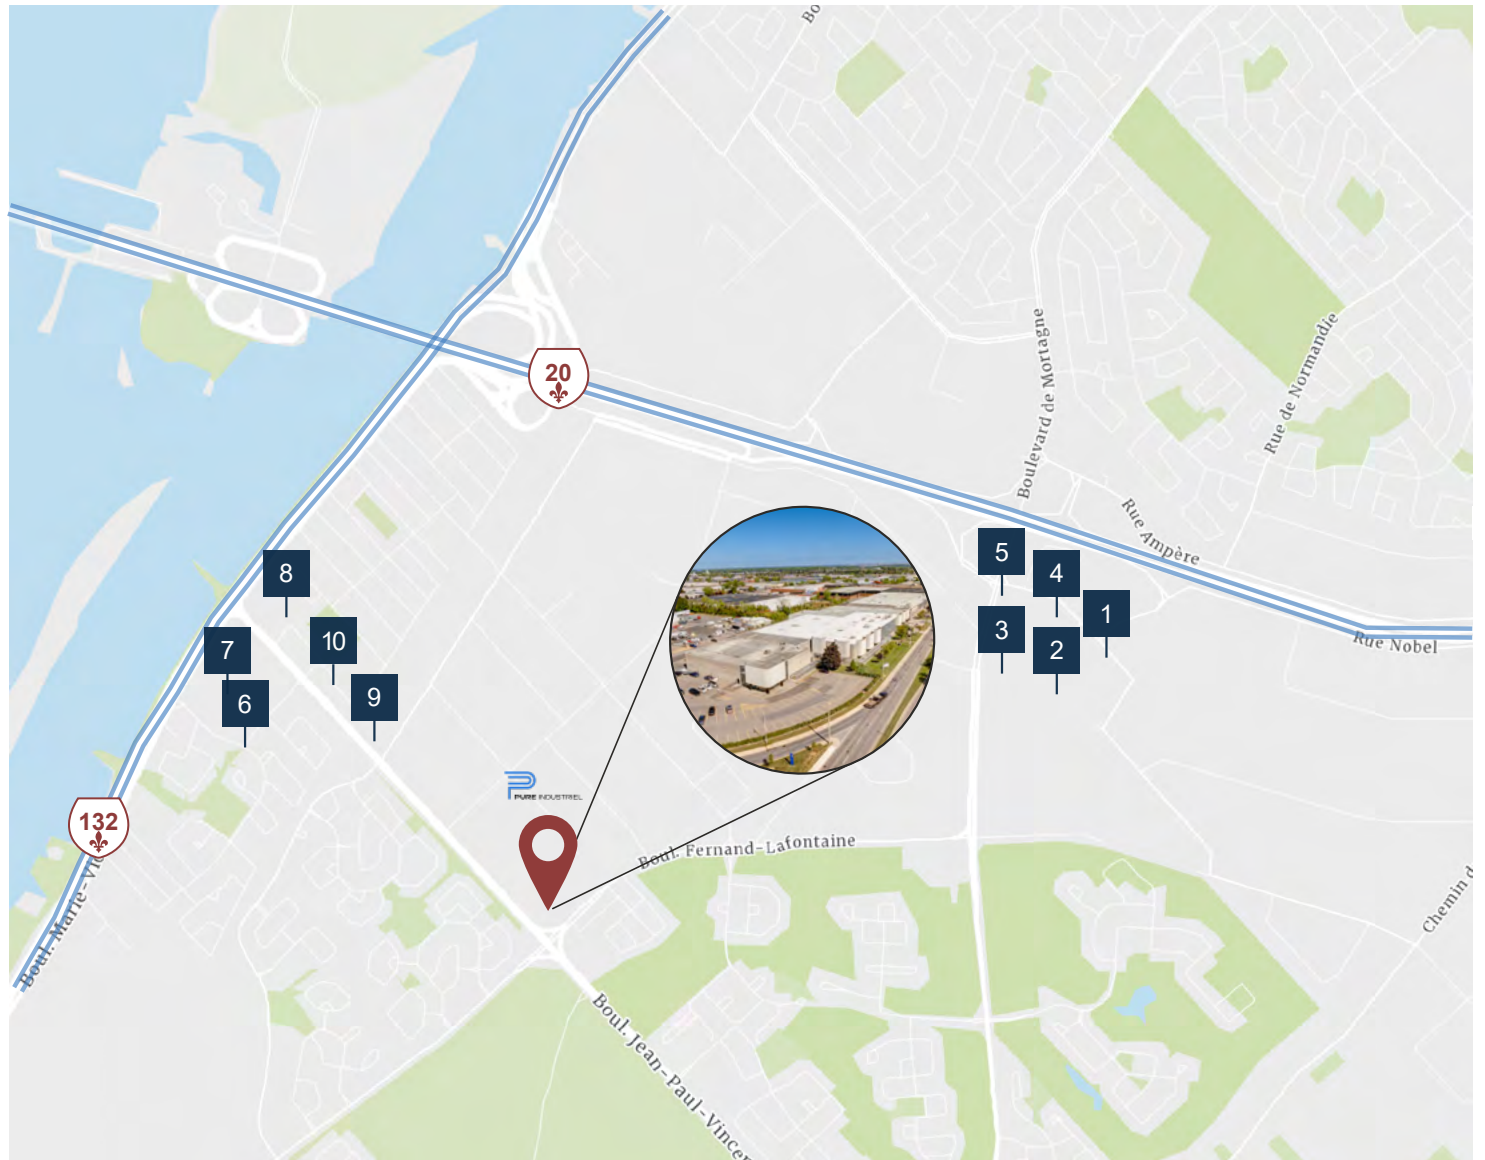 Bo
Boulevard de Mortagne
Rue de Normandie
20
Rue Ampère
5
4
8
1
3
10
7
2
Rue Nobel
9
6
PURE INDUSTRIEL
132
Boul. Fernand-Lafontaine
Boul. Marie-Vic
Chemin d
Boul. Jean-Paul-Vincen